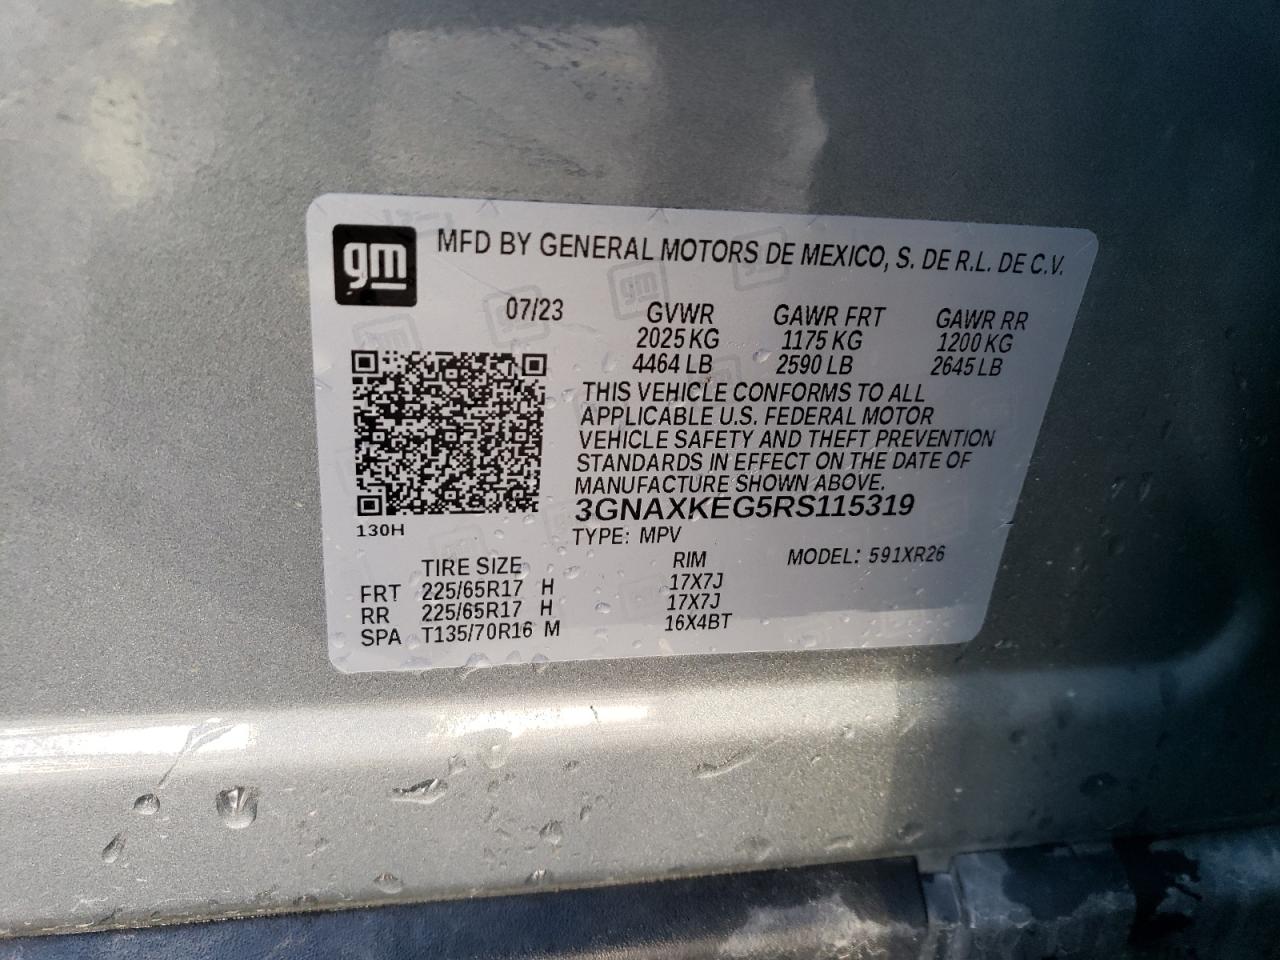 gm
MFD BY GENERAL MOTORS DE MEXICO, S. DE R.L. DE C.V.
07/23 GVWR GAWR FRT GAWR RR
2025 KG 1175 KG 1200 KG
4464 LB 2590 LB 2645 LB
THIS VEHICLE CONFORMS TO ALL
APPLICABLE U.S. FEDERAL MOTOR
VEHICLE SAFETY AND THEFT PREVENTION
STANDARDS IN EFFECT ON THE DATE OF
MANUFACTURE SHOWN ABOVE.
3GNAXKEG5RS115319
130H
TYPE: MPV
MODEL: 591XR26
TIRE SIZE RIM
FRT 225/65R17 H 17X7J
RR 225/65R17 H 17X7J
SPA T135/70R16 M 16X4BT